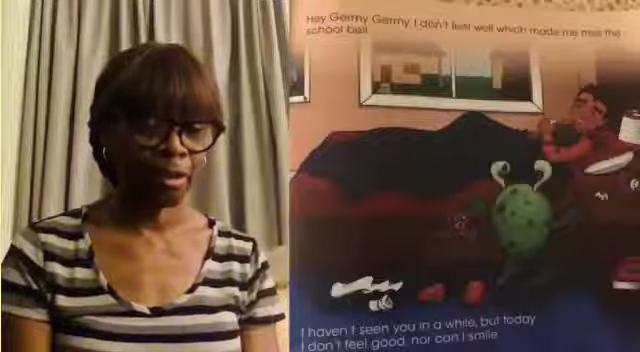 Hey Germy Germy, I don't feel well which made me miss the
school bell
I haven't seen you in a while, but today
I don't feel good, nor can I smile